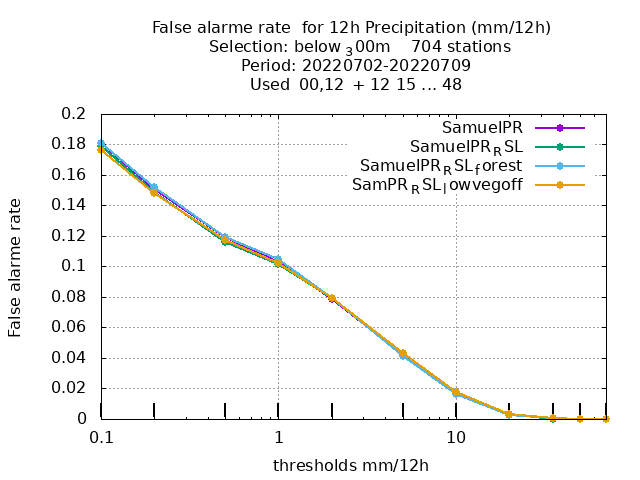 False alarme rate  for 12h Precipitation (mm/12h)
Selection: below ₃00m    704 stations
Period: 20220702-20220709
Used  00,12  + 12 15 ... 48
SamuelPR
SamuelPR_RSL
SamuelPR_RSL_forest
SamPR_RSL_lowvegoff
False alarme rate
0.2
0.18
0.16
0.14
0.12
0.1
0.08
0.06
0.04
0.02
0
0.1 1 10
thresholds mm/12h